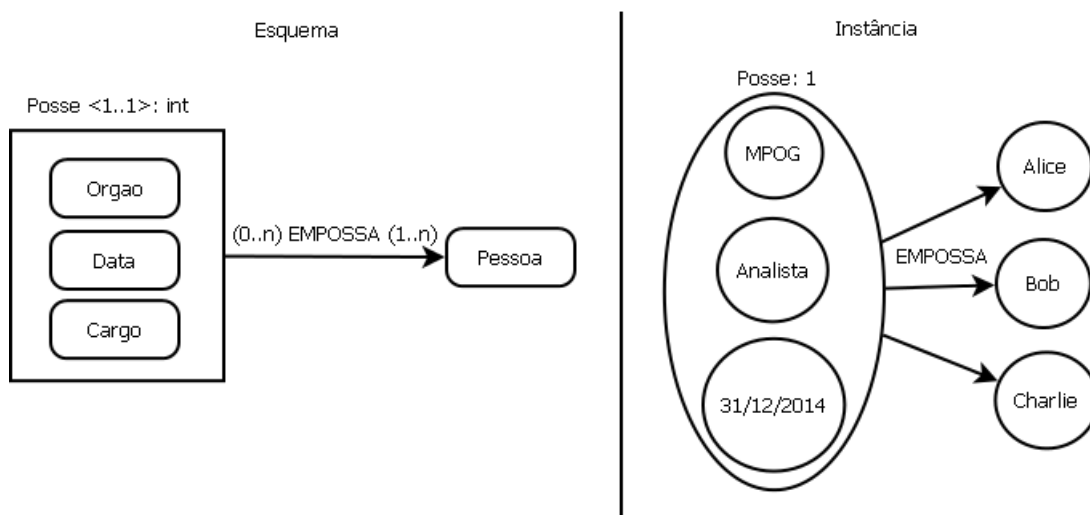 Esquema
Posse <1..1>: int
Orgao
Data
Cargo
(0..n) EMPOSSA (1..n)
Pessoa
Instância
Posse: 1
MPOG
Analista
31/12/2014
EMPOSSA
Alice
Bob
Charlie